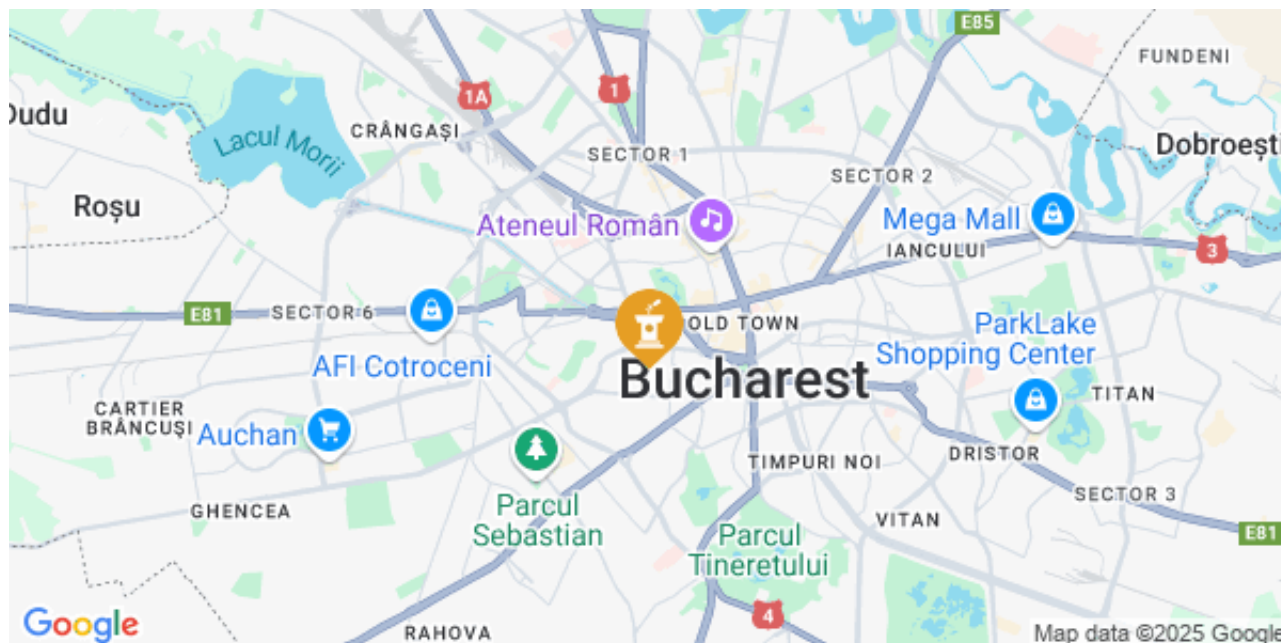 E85
FUNDENI
Dudu
1A
1
CRÂNGAȘI
Lacul Morii
SECTOR 1
Dobroești
SECTOR 2
Roșu
Mega Mall
Ateneul Român
IANCULUI
3
E81
SECTOR 6
OLD TOWN
ParkLake
Shopping Center
AFI Cotroceni
Bucharest
CARTIER
BRÂNCUȘI
TITAN
Auchan
TIMPURI NOI
DRISTOR
SECTOR 3
GHENCEA
Parcul
Sebastian
VITAN
Parcul
Tineretului
E81
4
Google
RAHOVA
Map data ©2025 Google